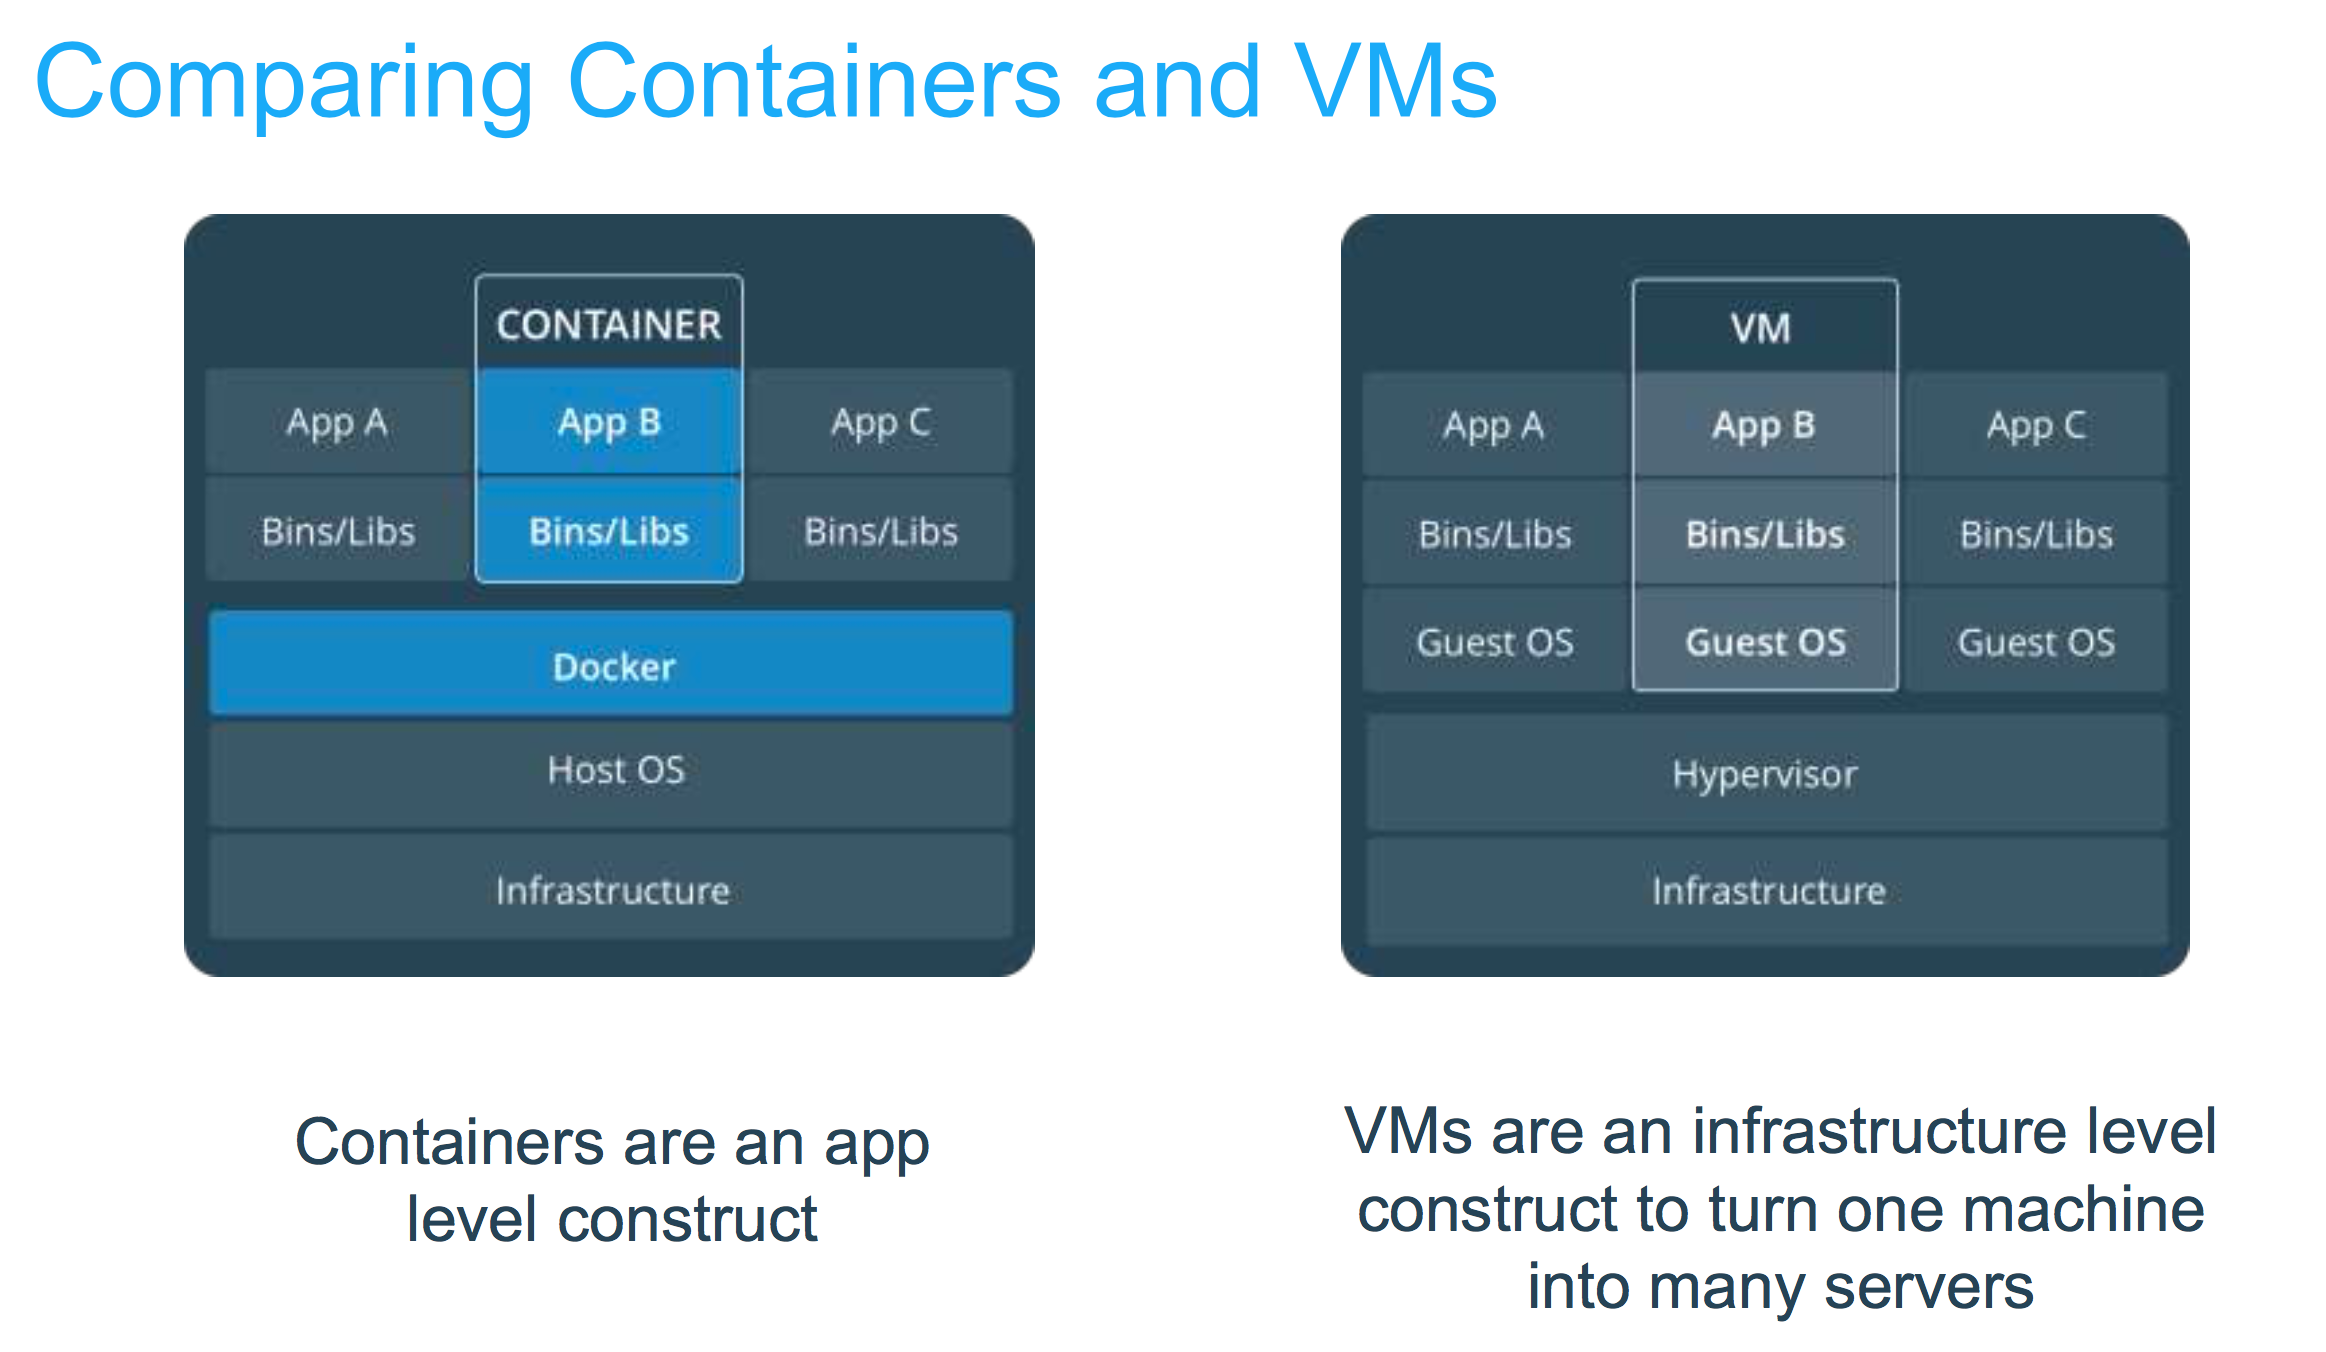 Comparing Containers and VMs
CONTAINER
App A App B App C
Bins/Libs Bins/Libs Bins/Libs
Docker
Host OS
Infrastructure
Containers are an app
level construct
VM
App A App B App C
Bins/Libs Bins/Libs Bins/Libs
Guest OS Guest OS Guest OS
Hypervisor
Infrastructure
VMs are an infrastructure level
construct to turn one machine
into many servers